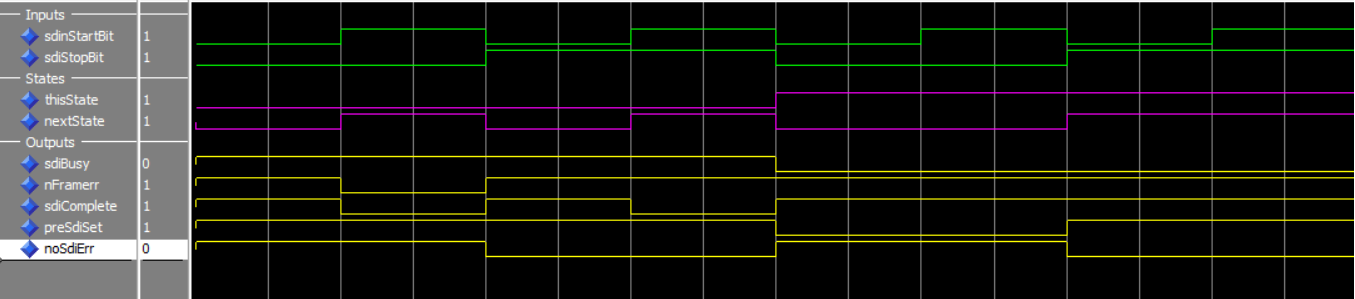 Inputs
sdinStartBit 1
sdiStopBit 1
States
thisState 1
nextState 1
Outputs
sdiBusy 0
nFramerr 1
sdiComplete 1
preSdiSet 1
noSdiErr 0